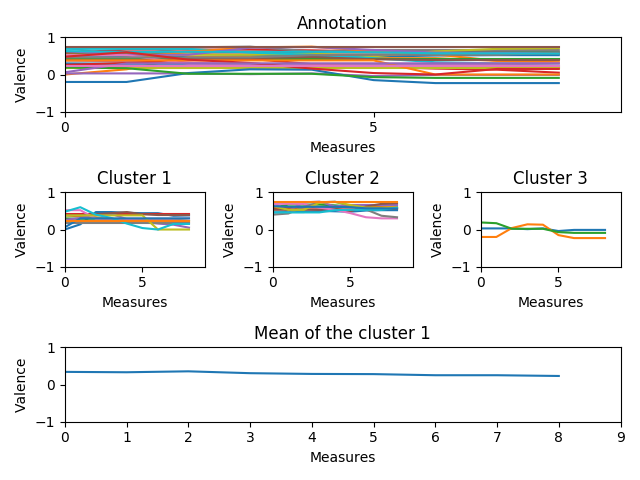 Annotation
1
0
−1
Valence
0 5
Measures
Cluster 1 Cluster 2 Cluster 3
1 1 1
0 0 0
−1 −1 −1
Valence Valence Valence
0 5 0 5 0 5
Measures Measures Measures
Mean of the cluster 1
1
0
−1
Valence
0 1 2 3 4 5 6 7 8 9
Measures